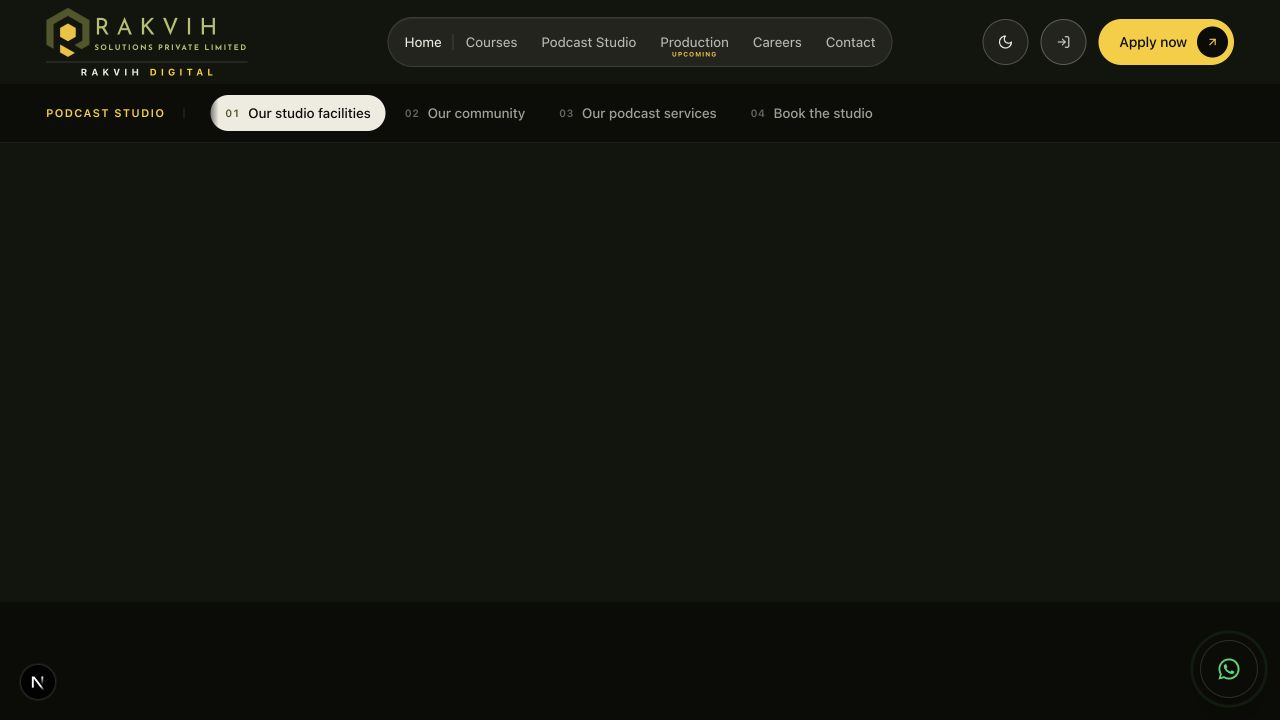 RAKVIH
SOLUTIONS PRIVATE LIMITED
RAKVIH DIGITAL
Home
Courses
Podcast Studio
Production
UPCOMING
Careers
Contact
Apply now
PODCAST STUDIO
01 Our studio facilities
02 Our community
03 Our podcast services
04 Book the studio
N